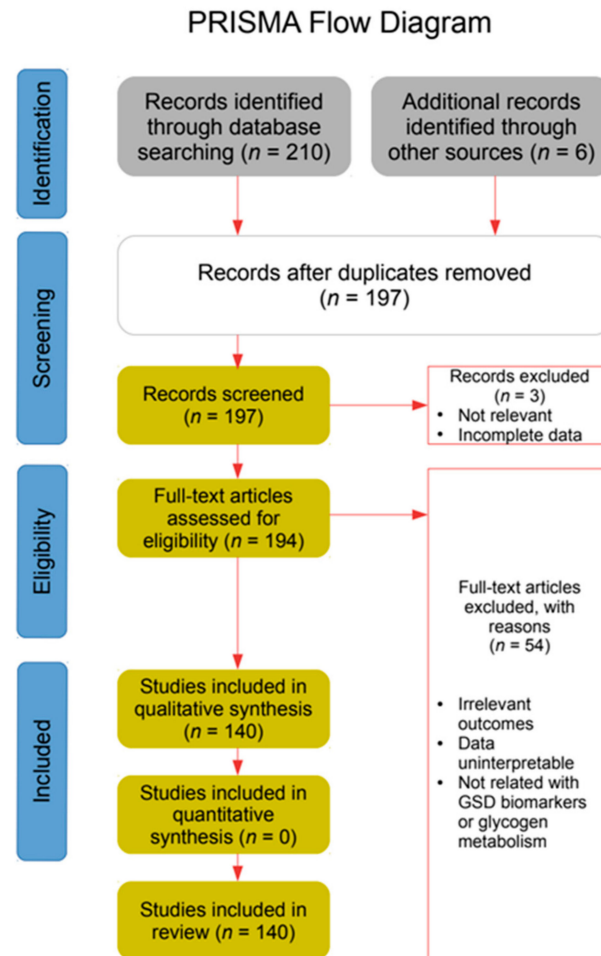 PRISMA Flow Diagram
Identification
Records identified
through database
searching (n = 210)
Additional records
identified through
other sources (n = 6)
Screening
Records after duplicates removed
(n = 197)
Records screened
(n = 197)
Records excluded
(n = 3)
• Not relevant
• Incomplete data
Eligibility
Full-text articles
assessed for
eligibility (n = 194)
Full-text articles
excluded, with
reasons
(n = 54)
• Irrelevant
outcomes
• Data
uninterpretable
• Not related with
GSD biomarkers
or glycogen
metabolism
Included
Studies included in
qualitative synthesis
(n = 140)
Studies included in
quantitative
synthesis (n = 0)
Studies included in
review (n = 140)